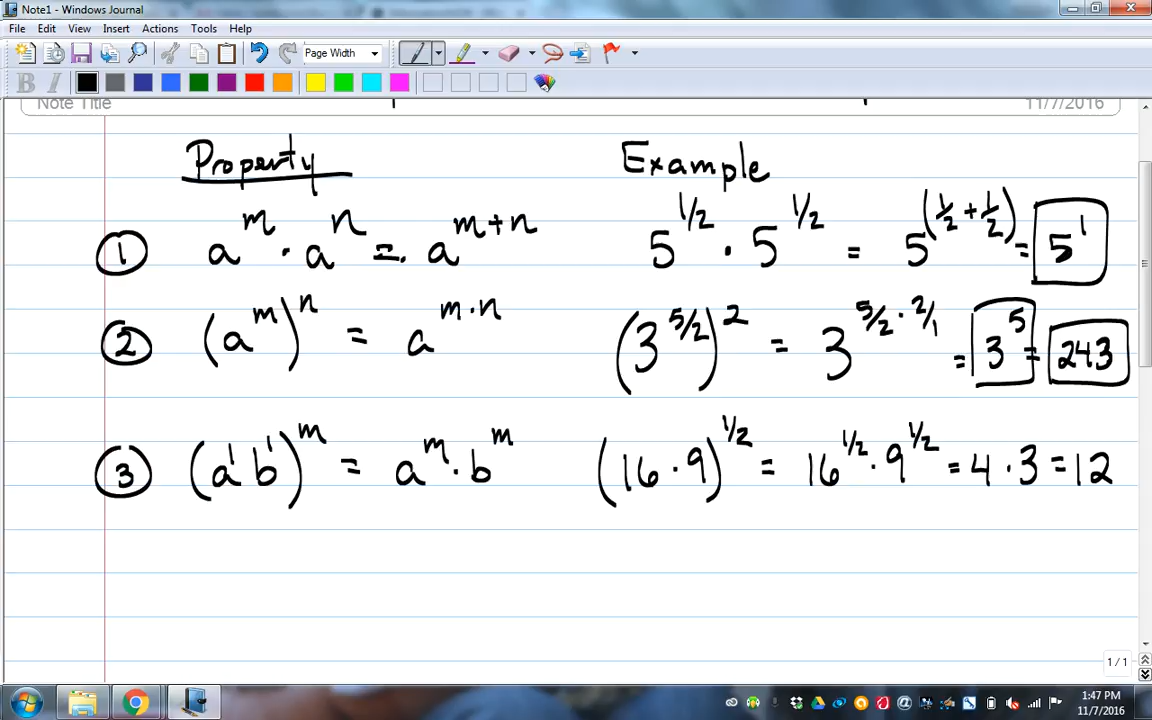 Note1 - Windows Journal
File Edit View Insert Actions Tools Help
Page Width
B I
Note Title 11/7/2016
Property Example
① a^m · a^n = a^(m+n) 5^(1/2) · 5^(1/2) = 5^(1/2 + 1/2) = 5^1
② (a^m)^n = a^(m·n) (3^(5/2))^2 = 3^(5/2 · 2/1) = 3^5 = 243
③ (a^1 b^1)^m = a^m · b^m (16 · 9)^(1/2) = 16^(1/2) · 9^(1/2) = 4 · 3 = 12
1 / 1
1:47 PM
11/7/2016